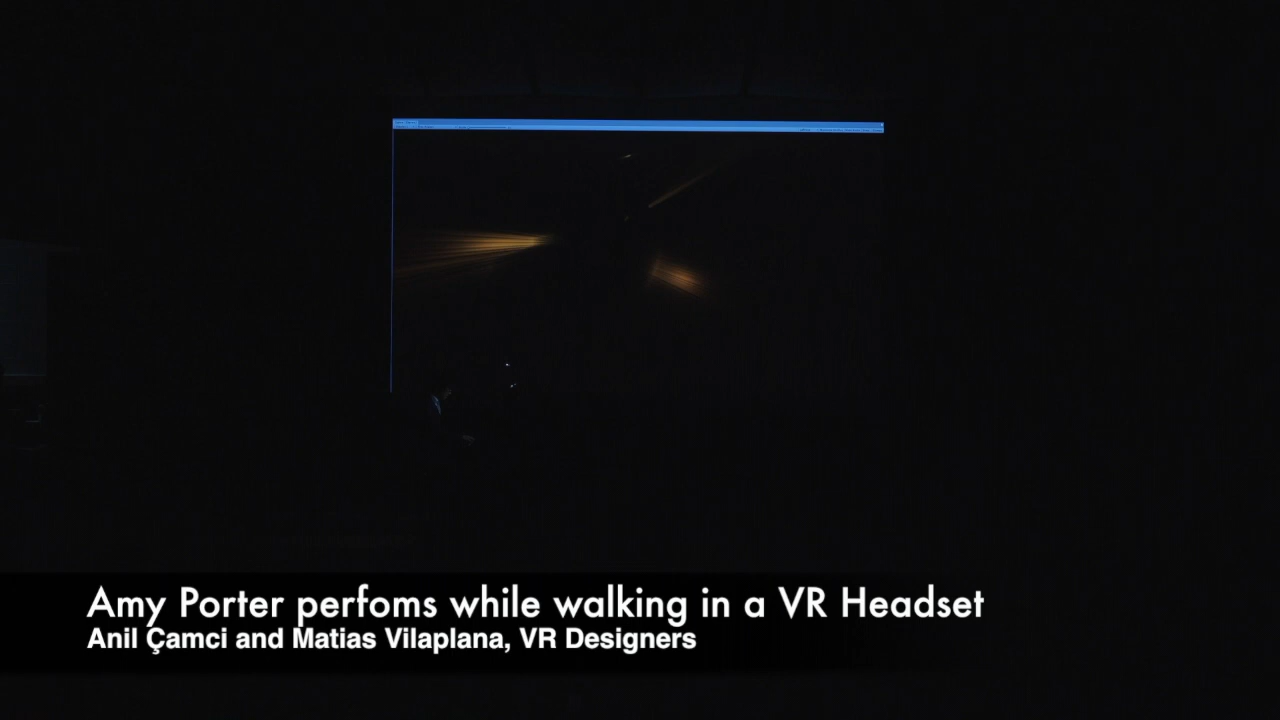 Amy Porter perfoms while walking in a VR Headset
Anil Çamci and Matias Vilaplana, VR Designers